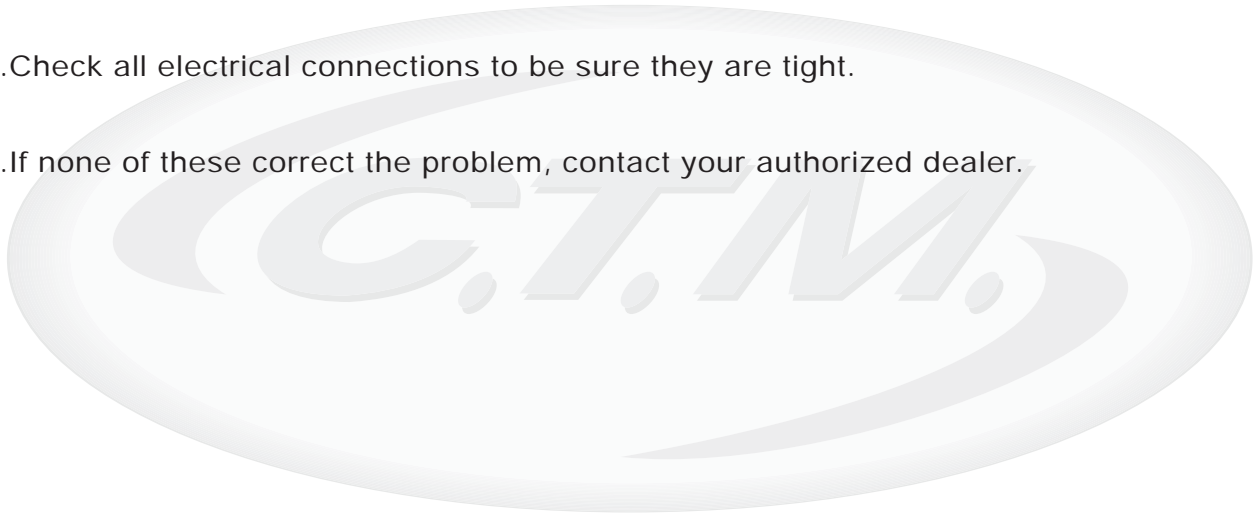 .Check all electrical connections to be sure they are tight.
.If none of these correct the problem, contact your authorized dealer.
C.T.M.